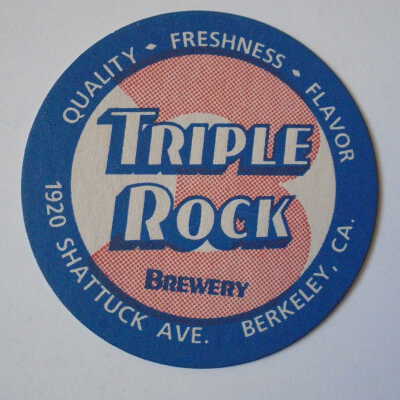 QUALITY • FRESHNESS • FLAVOR
TRIPLE
ROCK
BREWERY
1920 SHATTUCK AVE. BERKELEY, CA.